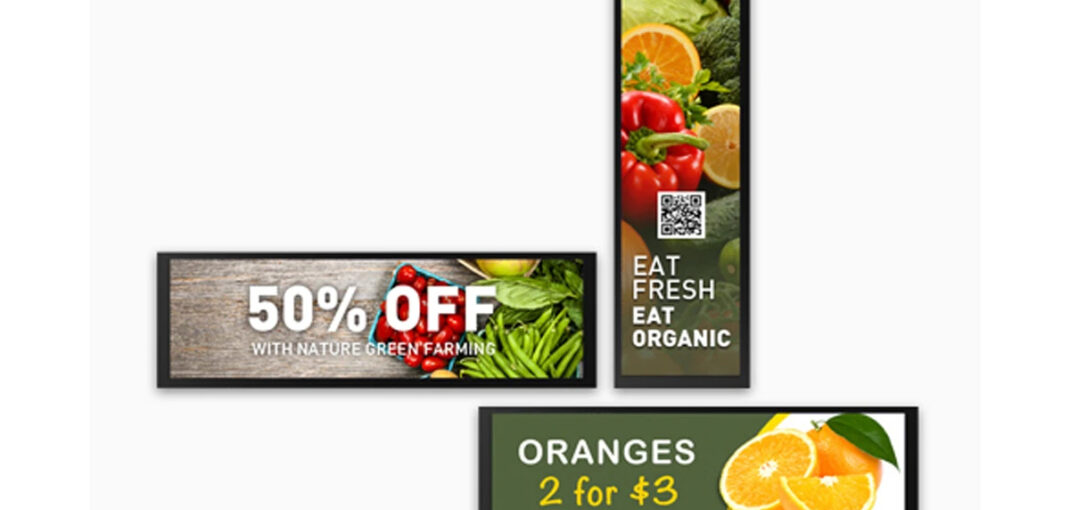 50% OFF
WITH NATURE GREEN FARMING
EAT
FRESH
EAT
ORGANIC
ORANGES
2 for $3